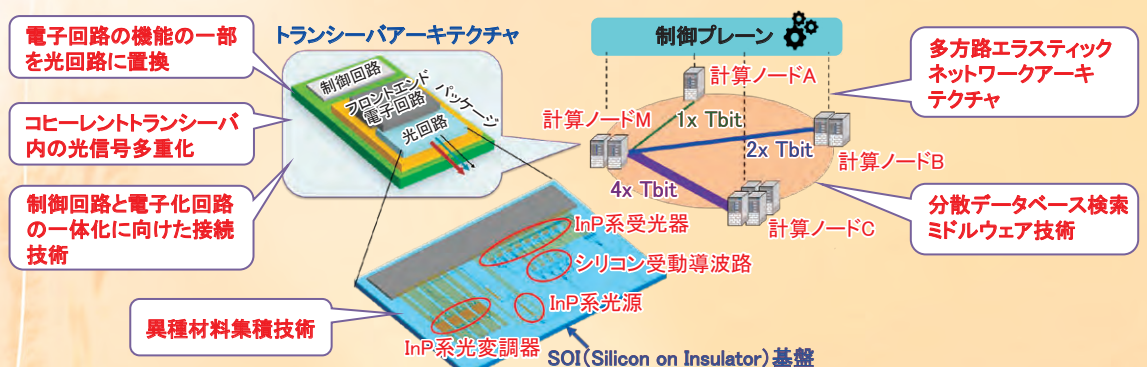 電子回路の機能の一部
を光回路に置換
コヒーレントトランシーバ
内の光信号多重化
制御回路と電子化回路
の一体化に向けた接続
技術
異種材料集積技術
トランシーバアーキテクチャ
制御回路
フロントエンド
電子回路
光回路
パッケージ
InP系受光器
シリコン受動導波路
InP系光源
InP系光変調器
SOI(Silicon on Insulator)基盤
制御プレーン
計算ノードA
計算ノードM
1x Tbit
2x Tbit
計算ノードB
4x Tbit
計算ノードC
多方路エラスティック
ネットワークアーキ
テクチャ
分散データベース検索
ミドルウェア技術